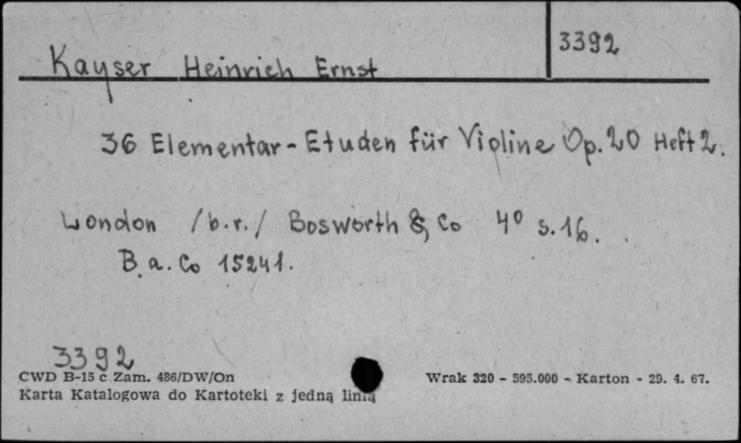 3392
Kayser Heinrich Ernst
36 Elementar-Etuden für Violine Op. 20 Heft 2.
London /b.r./ Bosworth & Co 4º s. 16.
B. a. Co 15241.
3392
CWD B-15 c Zam. 486/DW/On
Wrak 320 - 595.000 - Karton - 29. 4. 67.
Karta Katalogowa do Kartoteki z jedną linią